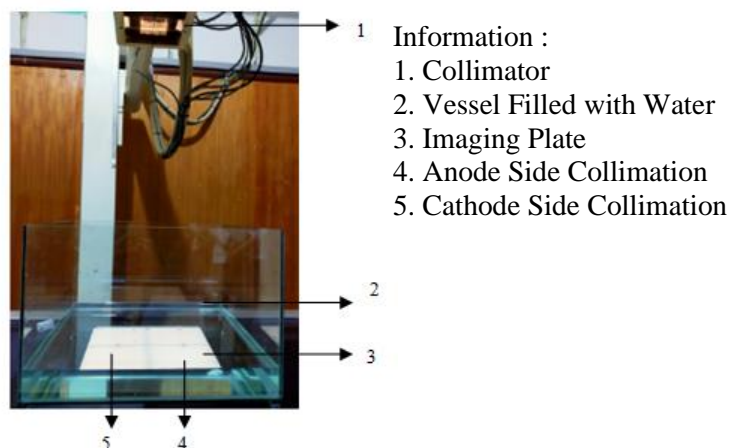 1
Information :
1. Collimator
2. Vessel Filled with Water
3. Imaging Plate
4. Anode Side Collimation
5. Cathode Side Collimation
2
3
5 4